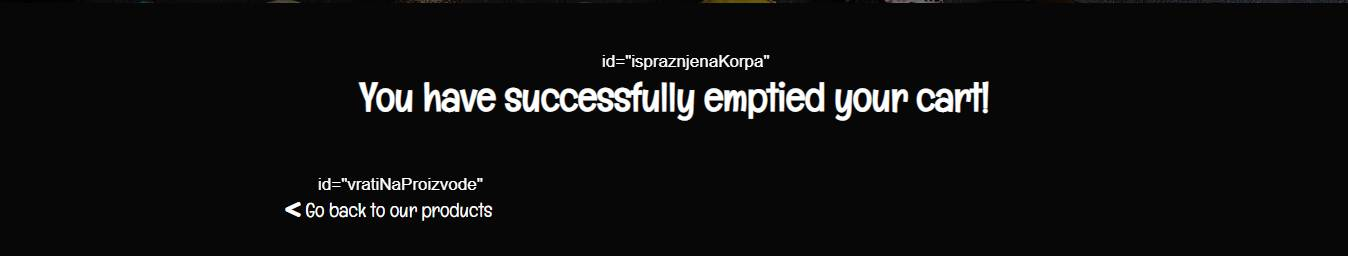 id="ispraznjenaKorpa"
You have successfully emptied your cart!
id="vratiNaProizvode"
< Go back to our products